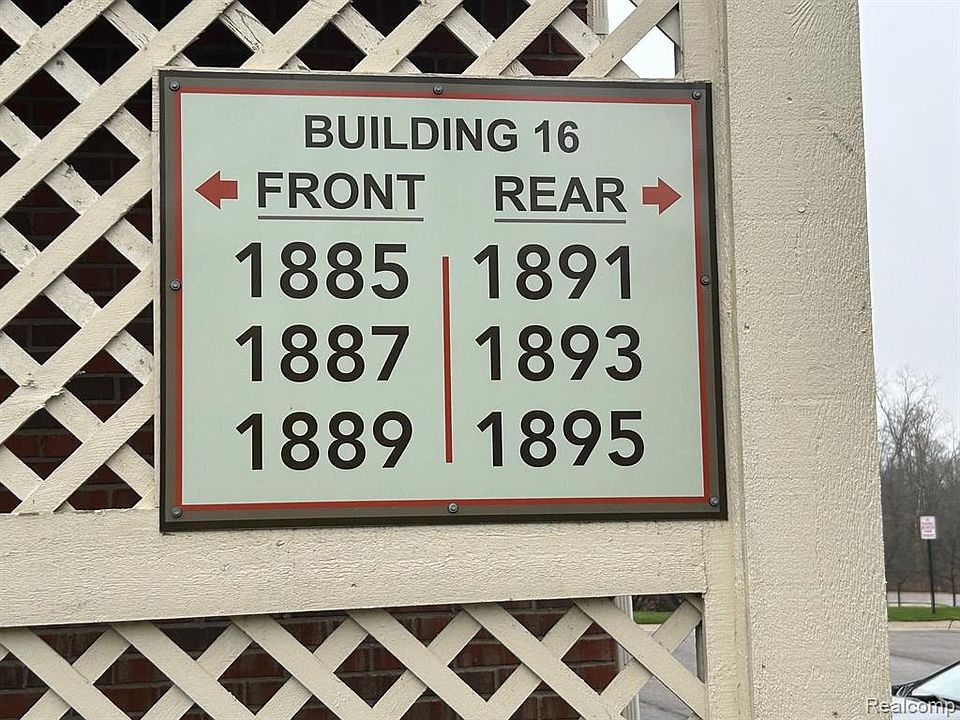 BUILDING 16
FRONT REAR
1885 1891
1887 1893
1889 1895
Realcomp